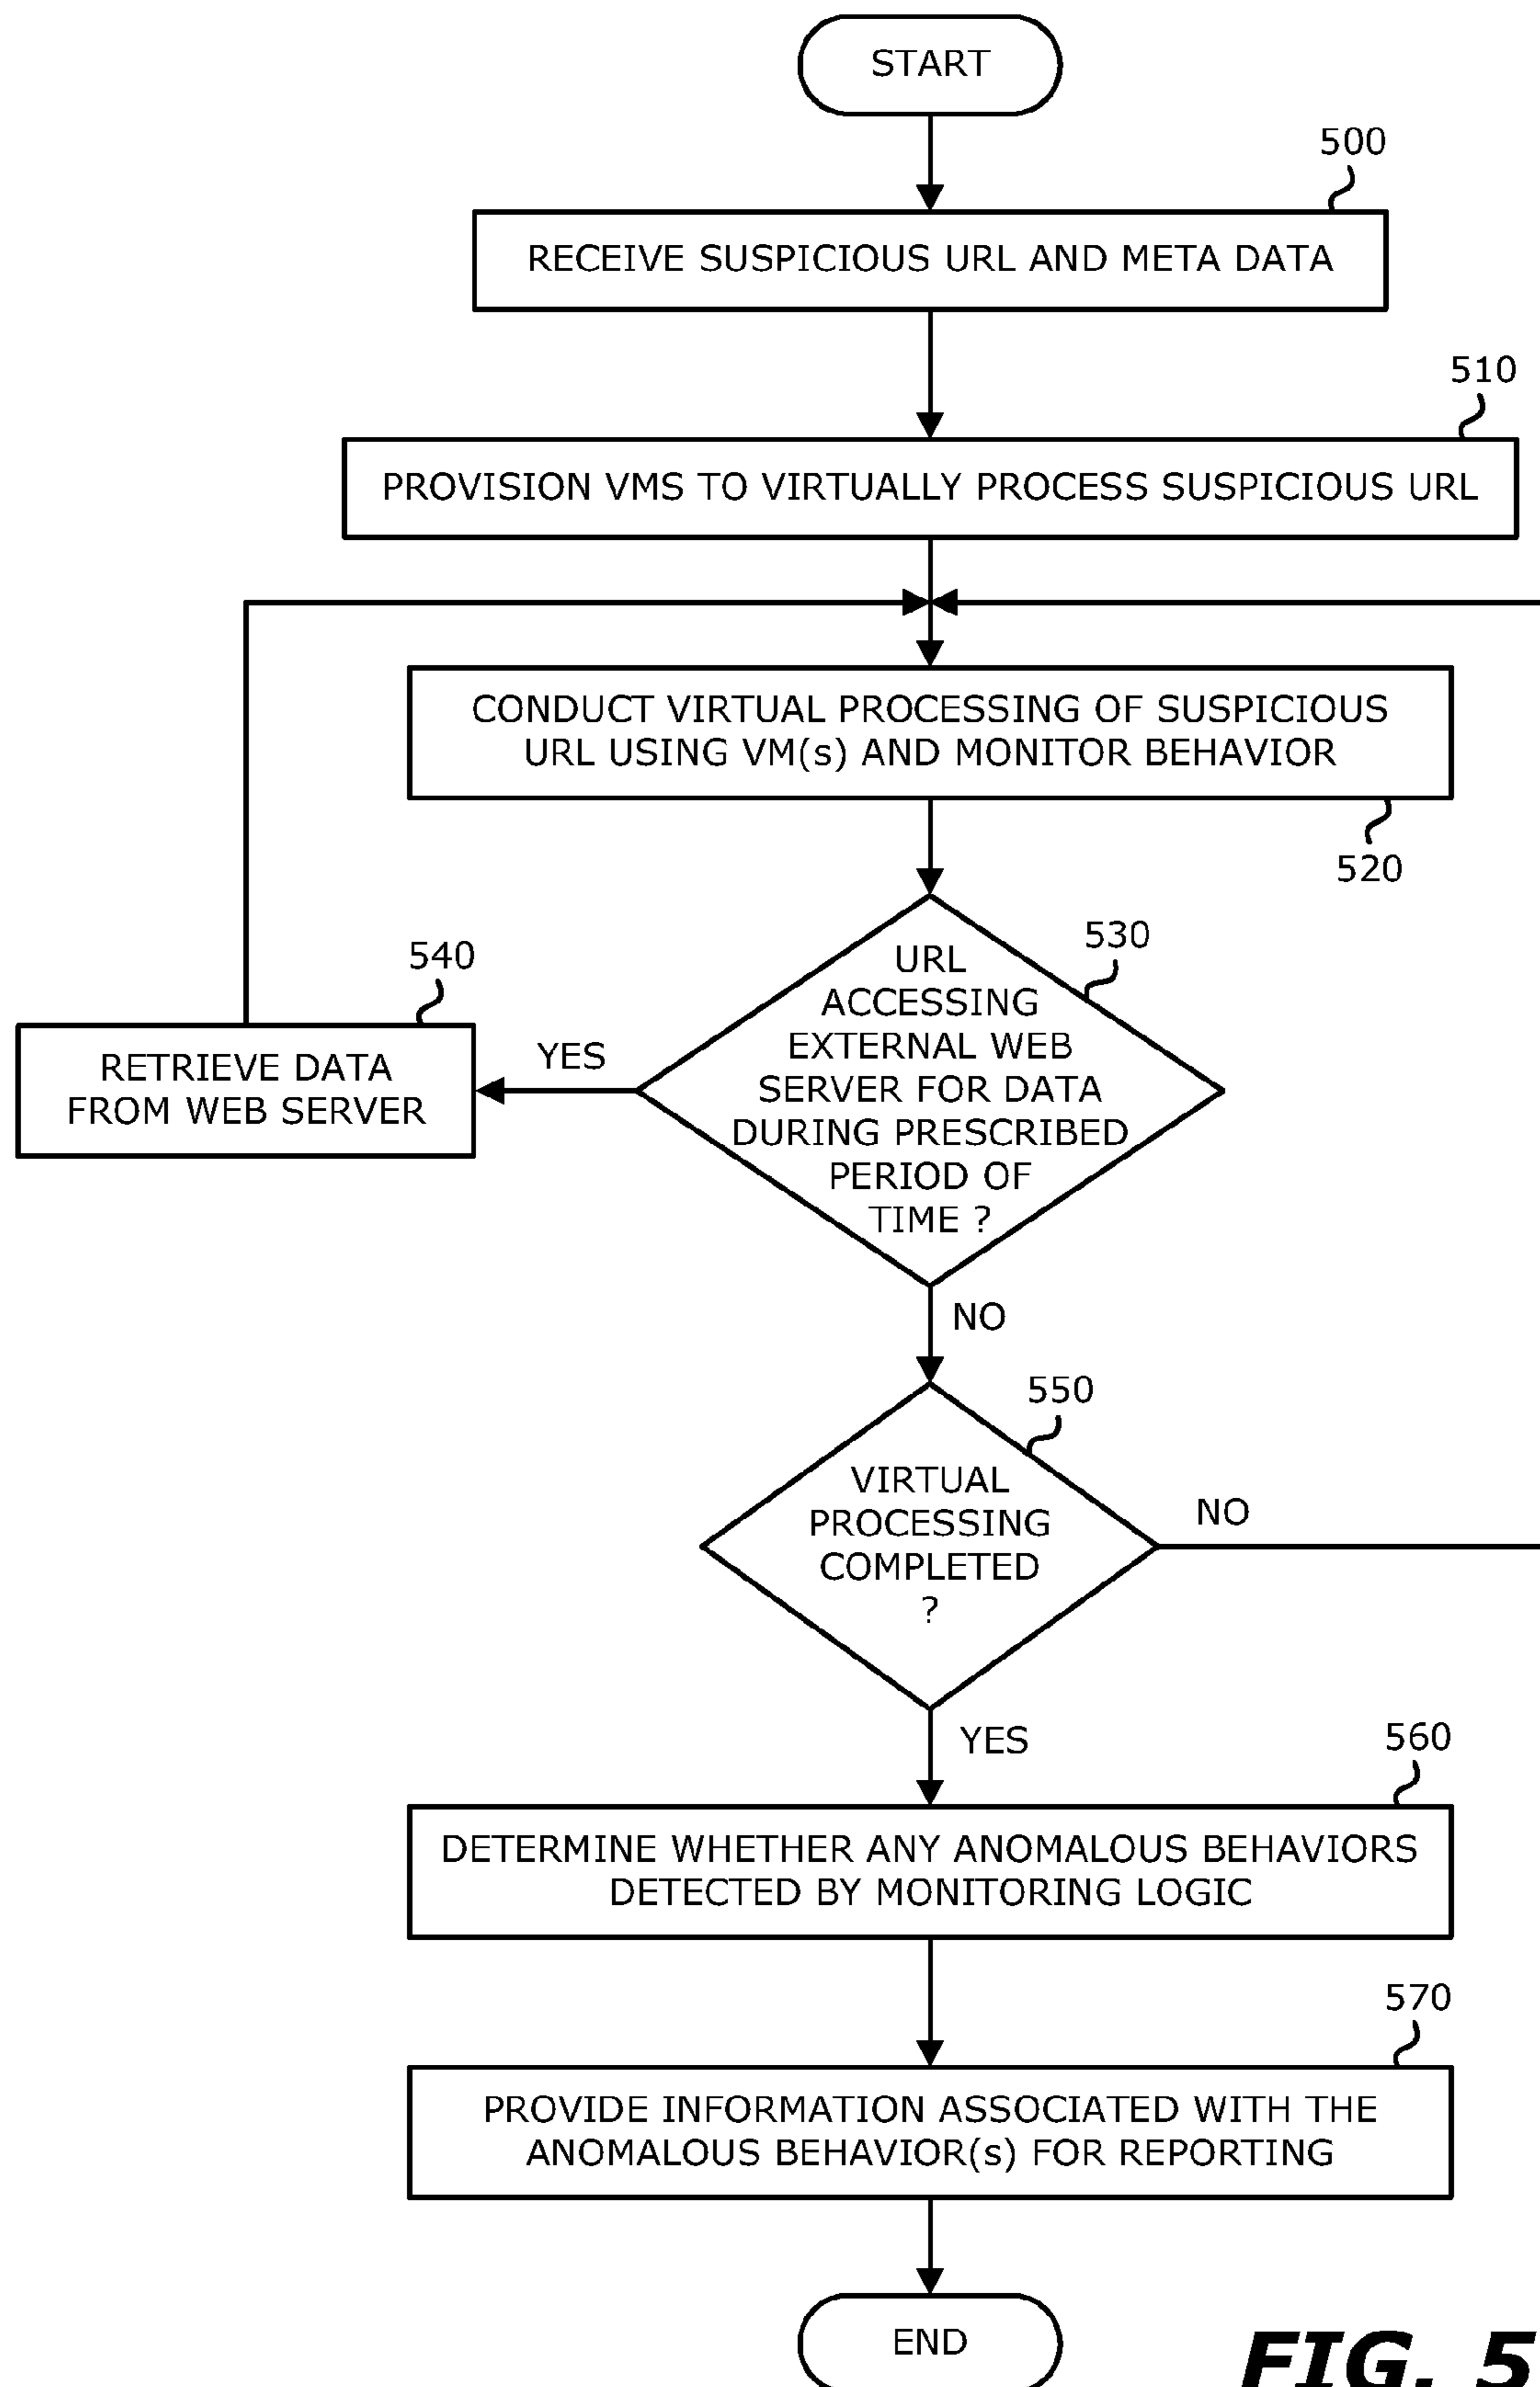 START
500
RECEIVE SUSPICIOUS URL AND META DATA
510
PROVISION VMS TO VIRTUALLY PROCESS SUSPICIOUS URL
CONDUCT VIRTUAL PROCESSING OF SUSPICIOUS
URL USING VM(s) AND MONITOR BEHAVIOR
520
530
URL
ACCESSING
EXTERNAL WEB
SERVER FOR DATA
DURING PRESCRIBED
PERIOD OF
TIME ?
YES
540
RETRIEVE DATA
FROM WEB SERVER
NO
550
VIRTUAL
PROCESSING
COMPLETED
?
NO
YES
560
DETERMINE WHETHER ANY ANOMALOUS BEHAVIORS
DETECTED BY MONITORING LOGIC
570
PROVIDE INFORMATION ASSOCIATED WITH THE
ANOMALOUS BEHAVIOR(s) FOR REPORTING
END
FIG. 5